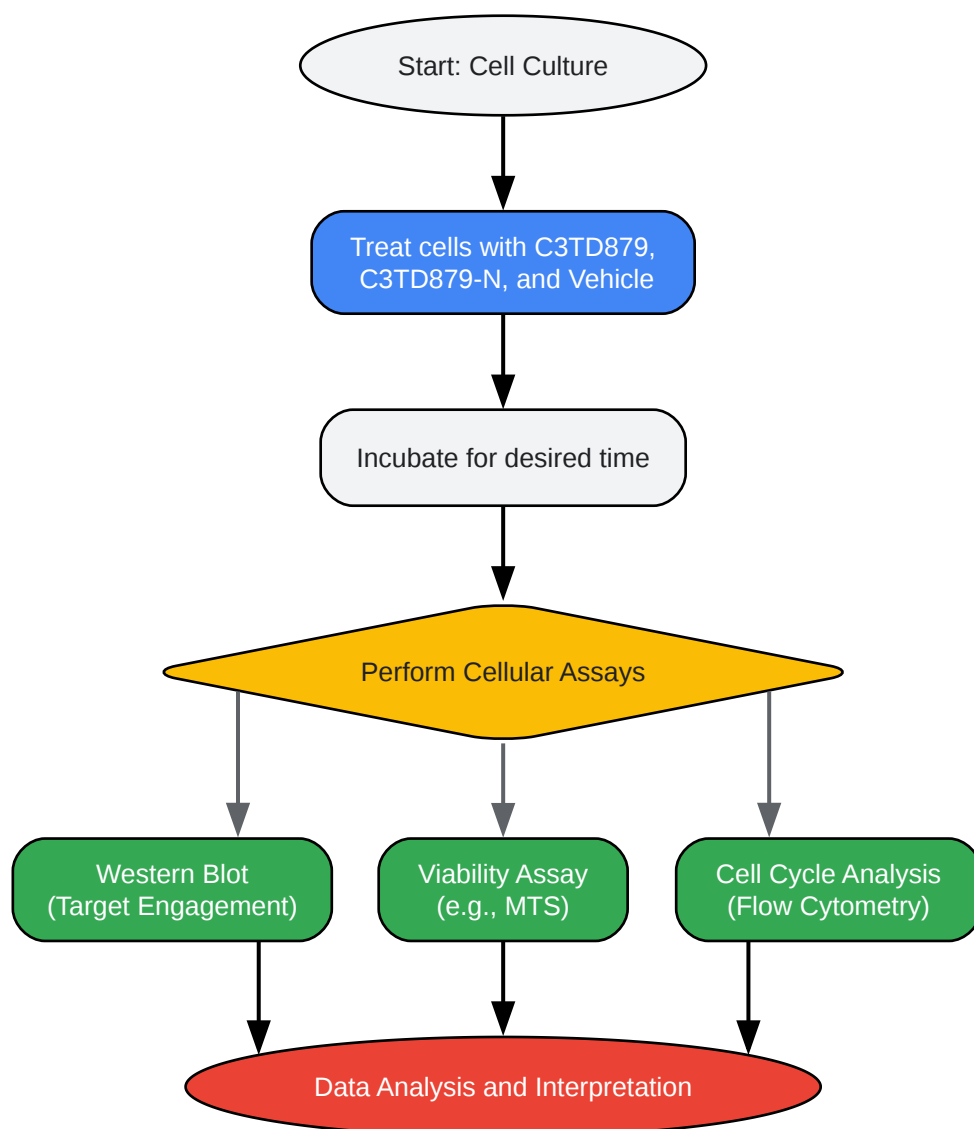 Start: Cell Culture
Treat cells with C3TD879,
C3TD879-N, and Vehicle
Incubate for desired time
Perform Cellular Assays
Western Blot
(Target Engagement)
Viability Assay
(e.g., MTS)
Cell Cycle Analysis
(Flow Cytometry)
Data Analysis and Interpretation